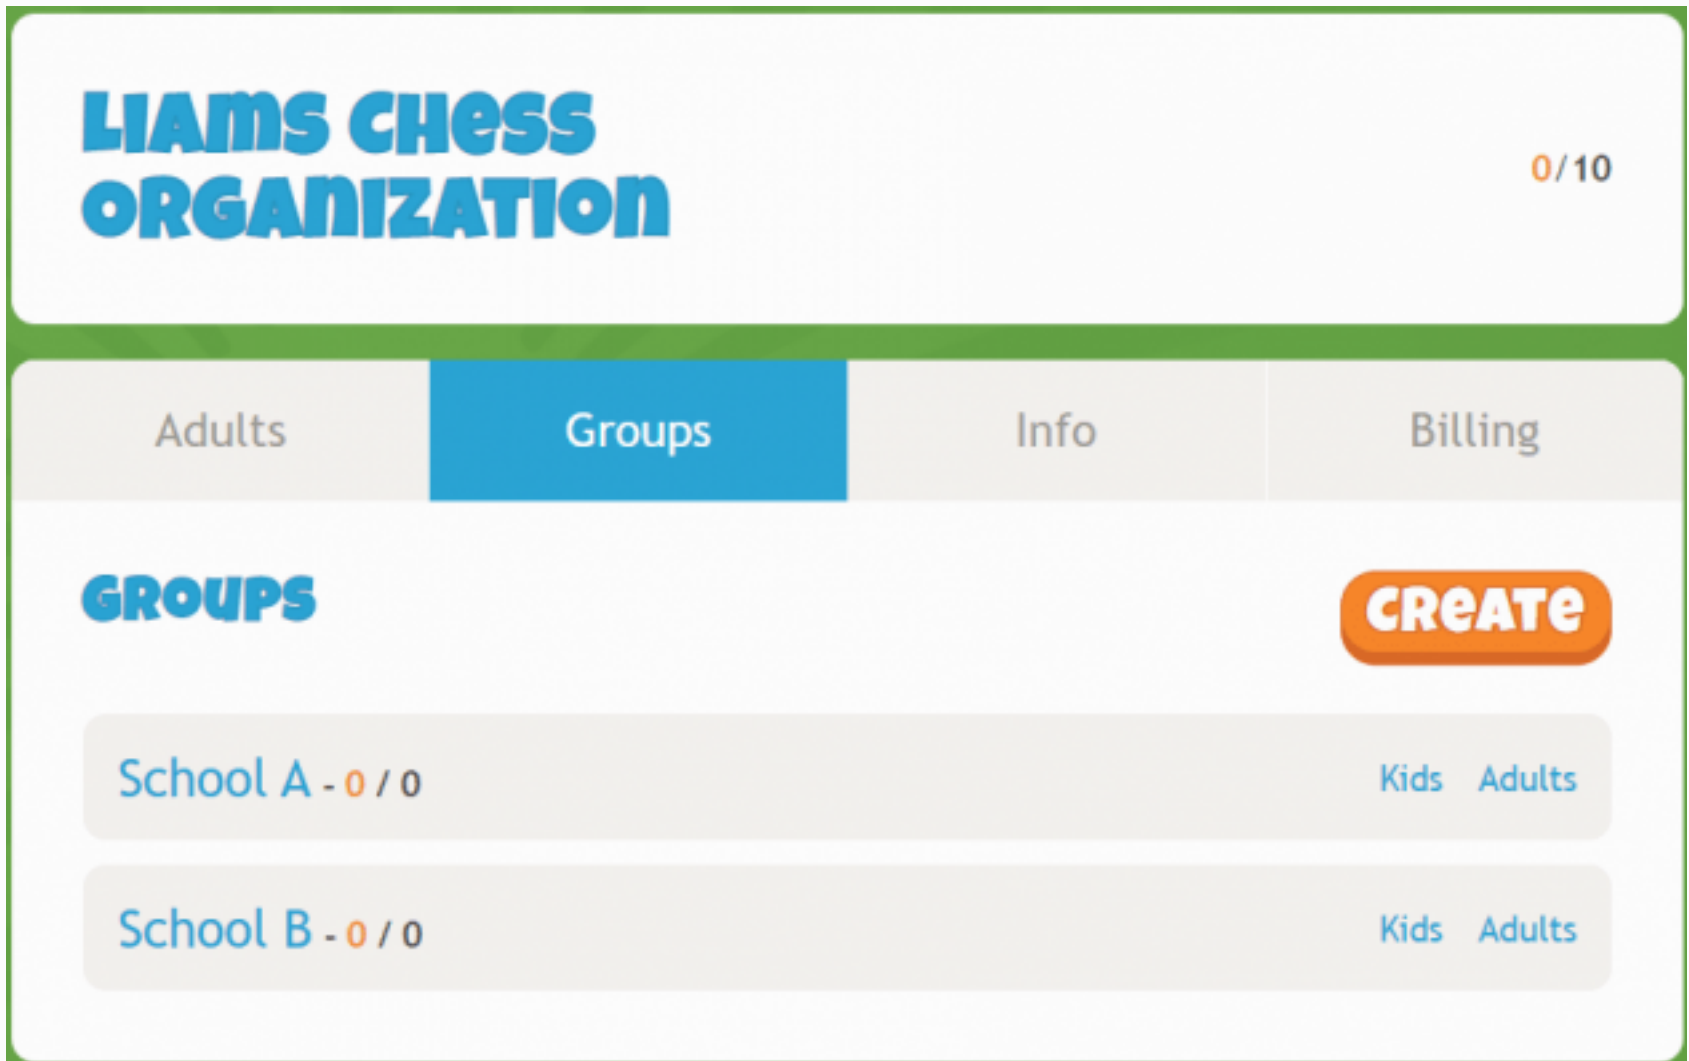 LIAMS CHESS
ORGANIZATION
0/10
Adults Groups Info Billing
GROUPS
CREATE
School A - 0 / 0 Kids Adults
School B - 0 / 0 Kids Adults